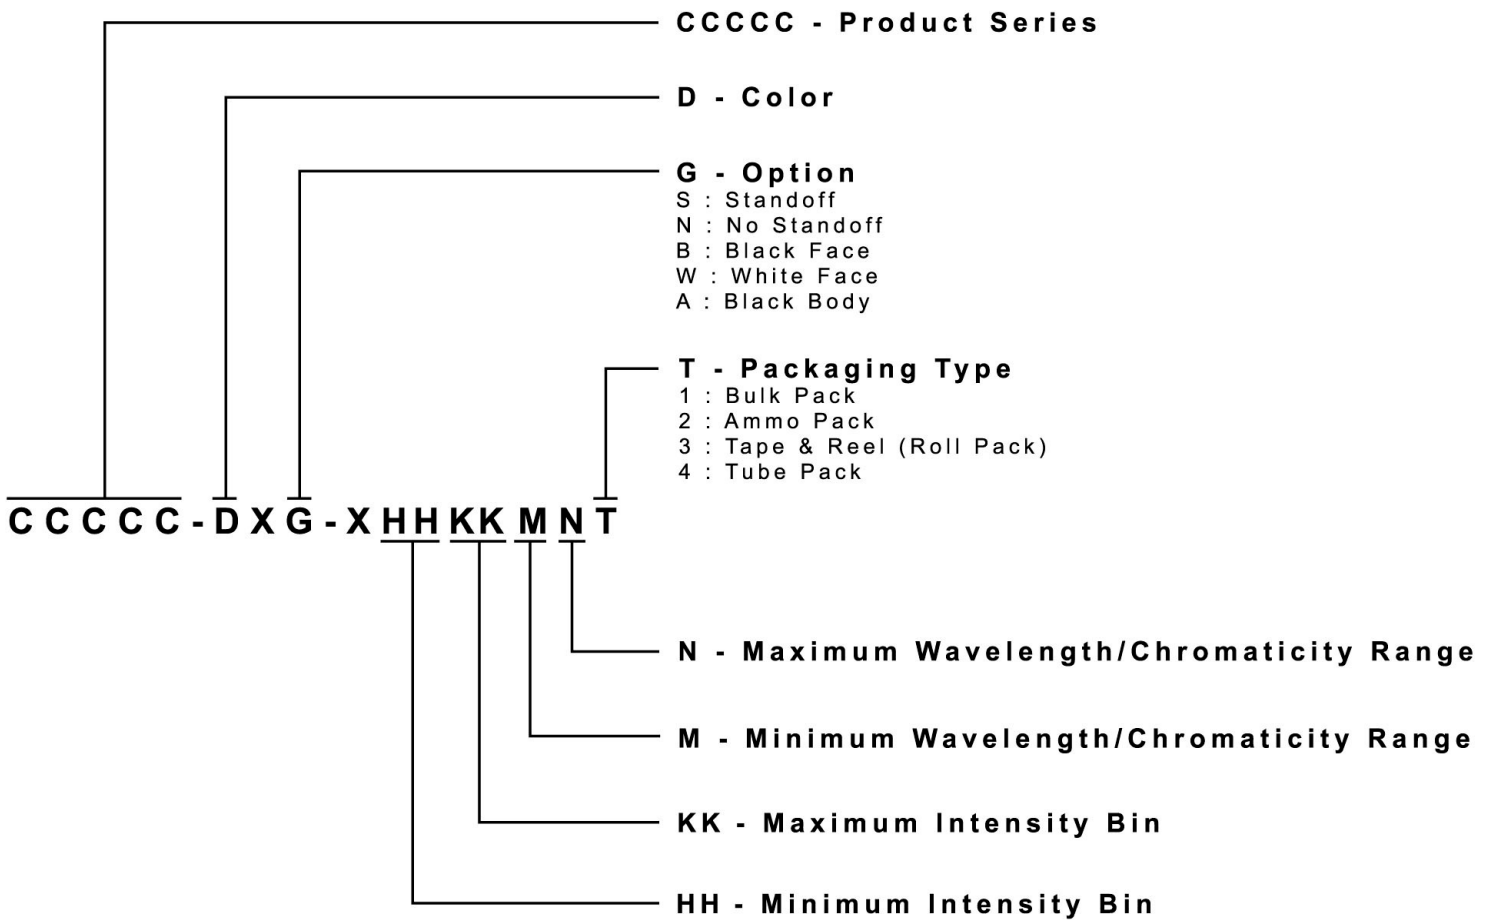 CCCCC - Product Series
D - Color
G - Option
S : Standoff
N : No Standoff
B : Black Face
W : White Face
A : Black Body
T - Packaging Type
1 : Bulk Pack
2 : Ammo Pack
3 : Tape & Reel (Roll Pack)
4 : Tube Pack
CCCCC-DXG-XHHKKMNT
N - Maximum Wavelength/Chromaticity Range
M - Minimum Wavelength/Chromaticity Range
KK - Maximum Intensity Bin
HH - Minimum Intensity Bin